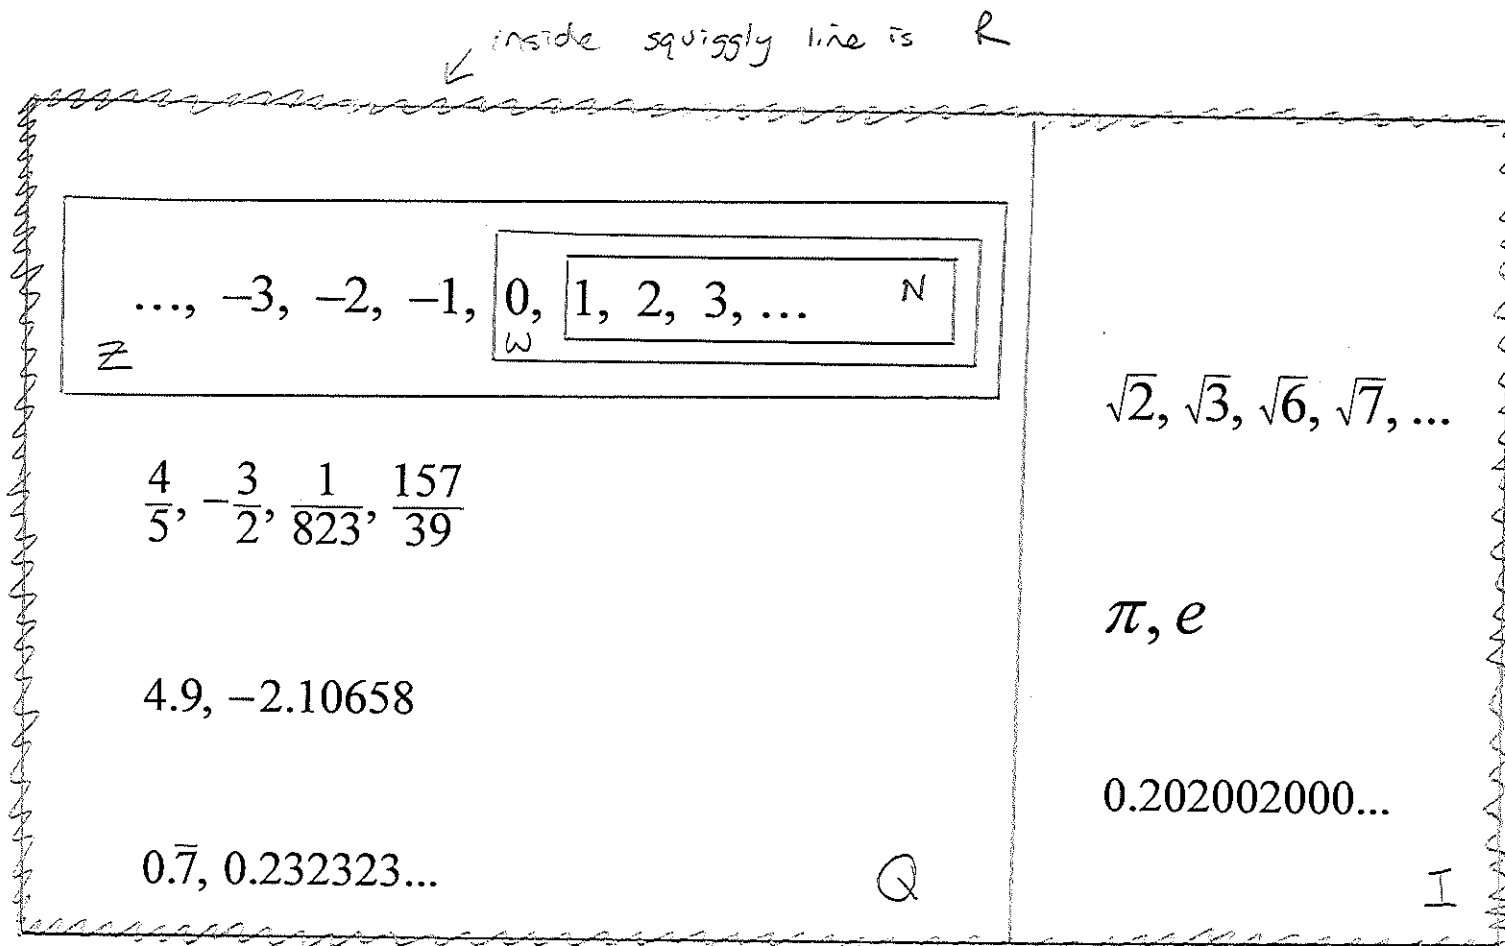 inside squiggly line is R
..., −3, −2, −1, 0, 1, 2, 3, ... N
Z W
√2, √3, √6, √7, ...
4/5, −3/2, 1/823, 157/39
π, e
4.9, −2.10658
0.202002000...
0.7̅, 0.232323...
Q I